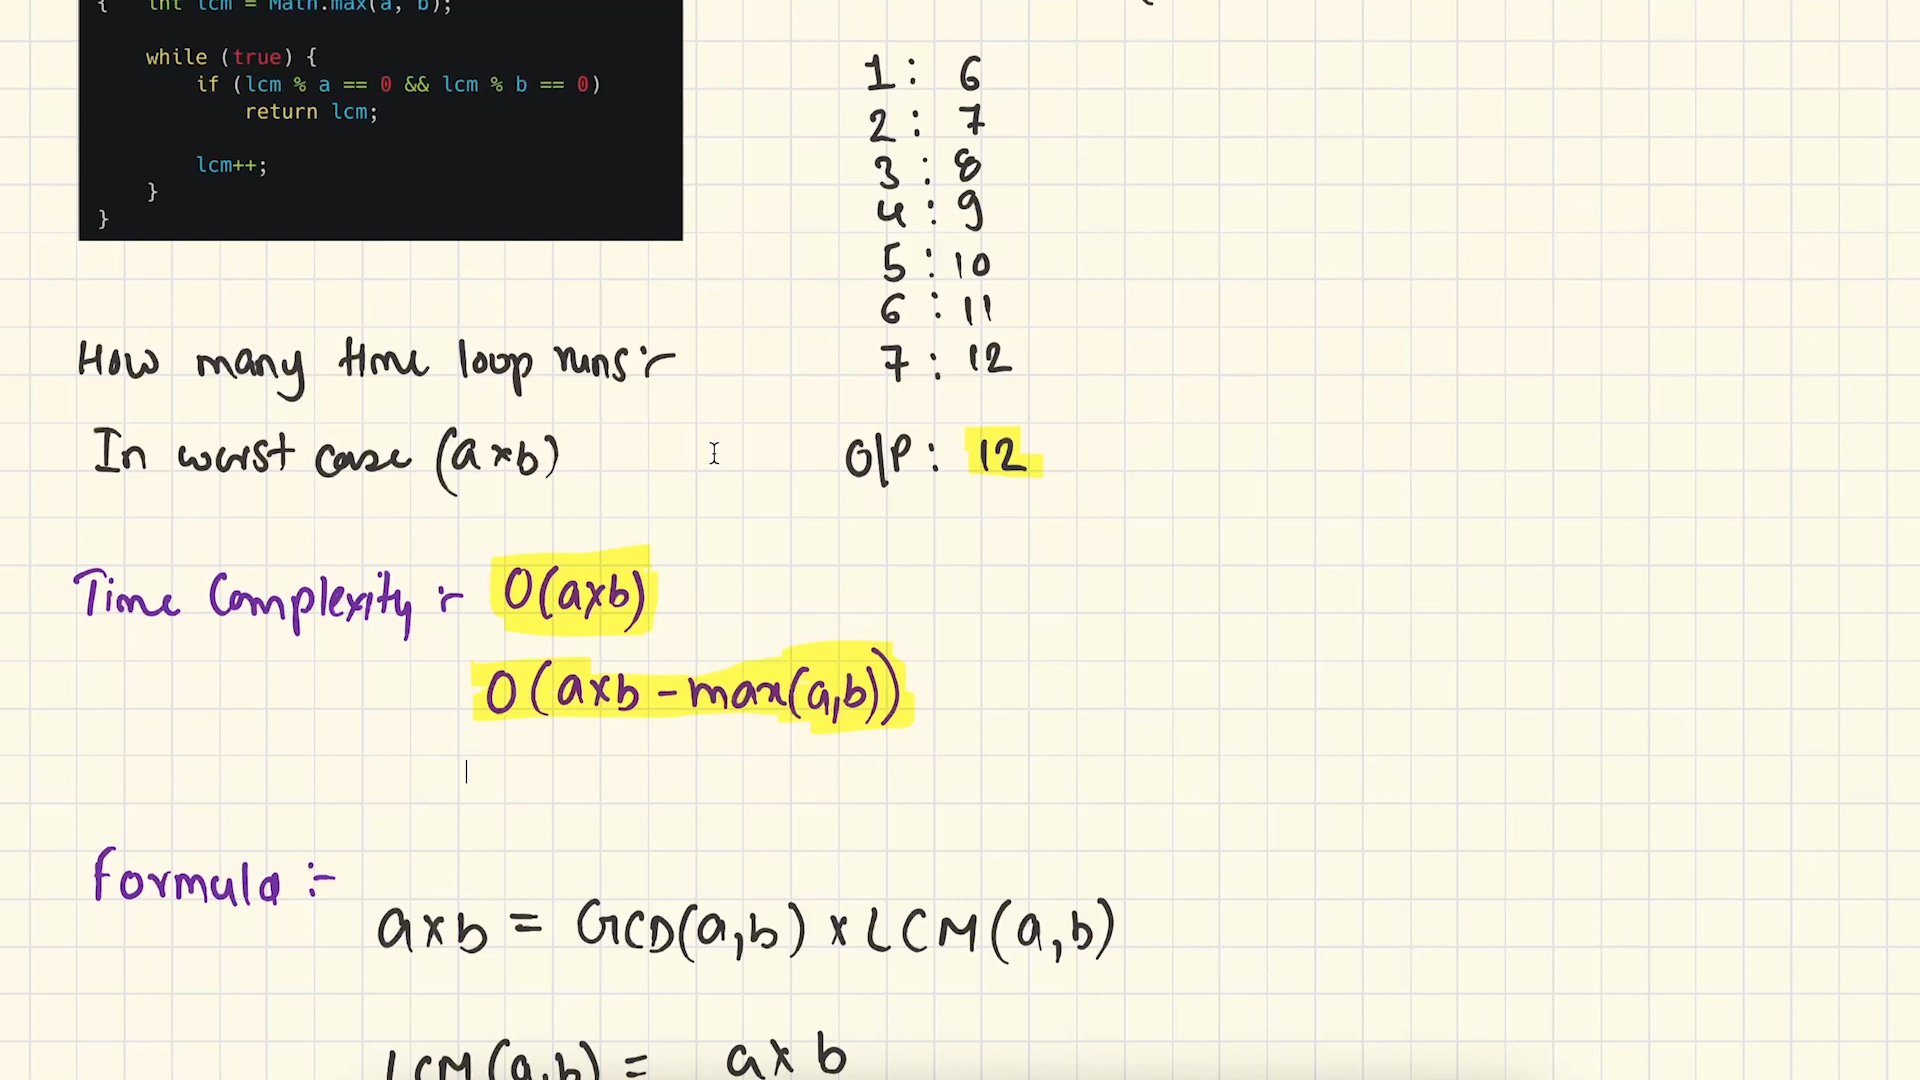 {   int lcm = Math.max(a, b);
while (true) {
if (lcm % a == 0 && lcm % b == 0)
return lcm;
lcm++;
}
}
1 : 6
2 : 7
3 : 8
4 : 9
5 : 10
6 : 11
7 : 12
O/P : 12
How many time loop runs :-
In worst case (a×b)
Time Complexity :- O(a×b)
O(a×b - max(a,b))
formula :-
a×b = GCD(a,b) × LCM(a,b)
LCM(a,b) = a×b